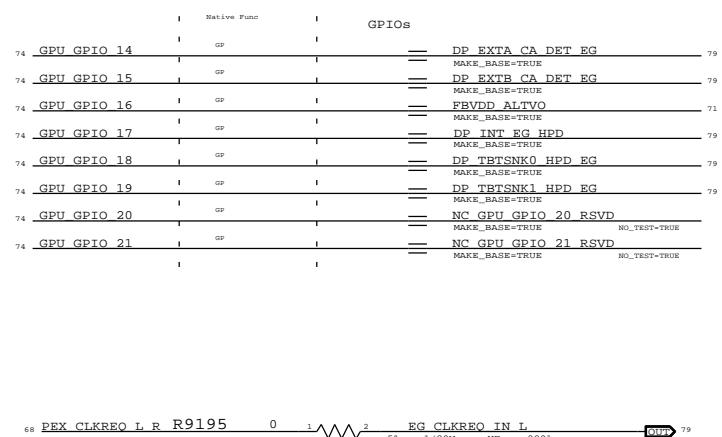 Native Func
GPIOs
74 GPU GPIO 14 GP DP EXTA CA DET EG 79
MAKE_BASE=TRUE
74 GPU GPIO 15 GP DP EXTB CA DET EG 79
MAKE_BASE=TRUE
74 GPU GPIO 16 GP FBVDD ALTVO 71
MAKE_BASE=TRUE
74 GPU GPIO 17 GP DP INT EG HPD 79
MAKE_BASE=TRUE
74 GPU GPIO 18 GP DP TBTSNK0 HPD EG 79
MAKE_BASE=TRUE
74 GPU GPIO 19 GP DP TBTSNK1 HPD EG 79
MAKE_BASE=TRUE
74 GPU GPIO 20 GP NC GPU GPIO 20 RSVD
MAKE_BASE=TRUE NO_TEST=TRUE
74 GPU GPIO 21 GP NC GPU GPIO 21 RSVD
MAKE_BASE=TRUE NO_TEST=TRUE
68 PEX CLKREQ L R R9195 0 1 2 EG CLKREQ IN L OUT 79